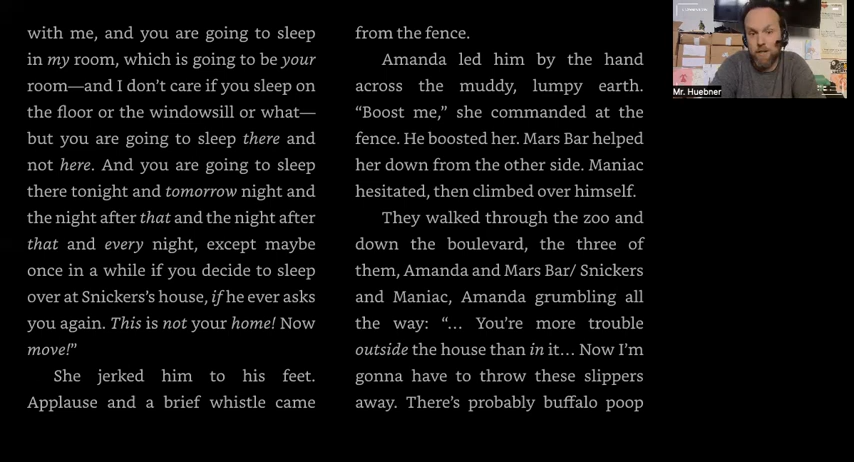 with me, and you are going to sleep
in my room, which is going to be your
room—and I don't care if you sleep on
the floor or the windowsill or what—
but you are going to sleep there and
not here. And you are going to sleep
there tonight and tomorrow night and
the night after that and the night after
that and every night, except maybe
once in a while if you decide to sleep
over at Snickers's house, if he ever asks
you again. This is not your home! Now
move!”
She jerked him to his feet.
Applause and a brief whistle came
from the fence.
Amanda led him by the hand
across the muddy, lumpy earth.
“Boost me,” she commanded at the
fence. He boosted her. Mars Bar helped
her down from the other side. Maniac
hesitated, then climbed over himself.
They walked through the zoo and
down the boulevard, the three of
them, Amanda and Mars Bar/ Snickers
and Maniac, Amanda grumbling all
the way: “… You're more trouble
outside the house than in it… Now I'm
gonna have to throw these slippers
away. There's probably buffalo poop
Mr. Huebner